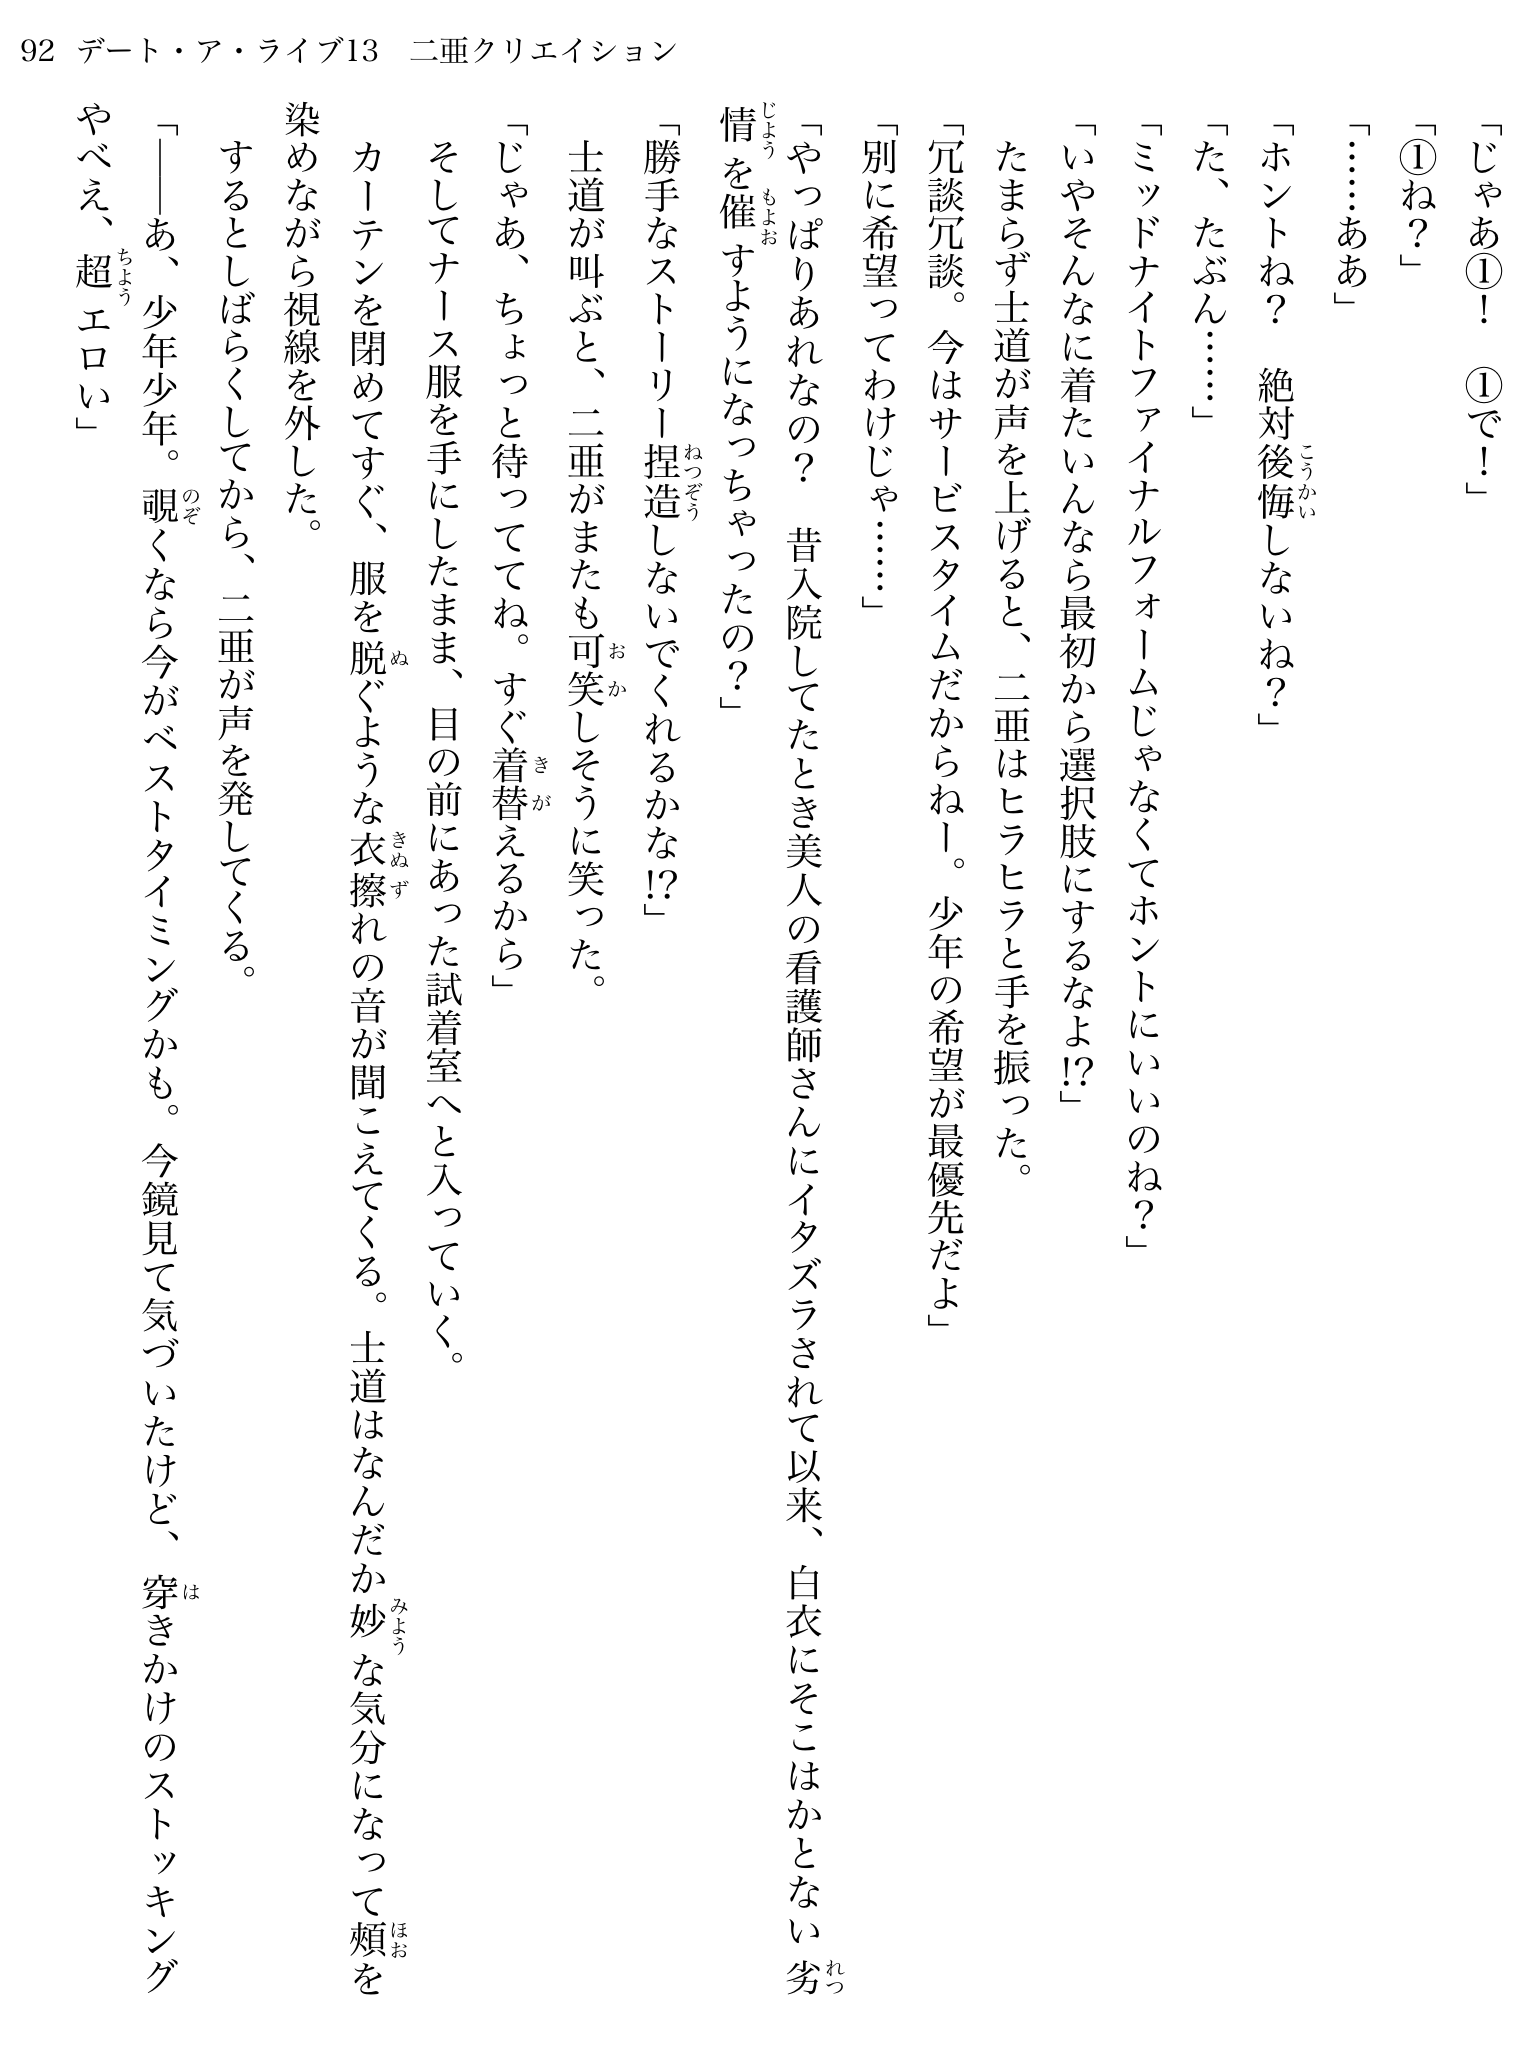 92 デート・ア・ライブ13　二亜クリエイション
「じゃあ①！　①で！」
「①ね？」
「……ああ」
「ホントね？　絶対後悔しないね？」
「た、たぶん……」
「ミッドナイトファイナルフォームじゃなくてホントにいいのね？」
「いやそんなに着たいんなら最初から選択肢にするなよ!?」
　たまらず士道が声を上げると、二亜はヒラヒラと手を振った。
「冗談冗談。今はサービスタイムだからねー。少年の希望が最優先だよ」
「別に希望ってわけじゃ……」
「やっぱりあれなの？　昔入院してたとき美人の看護師さんにイタズラされて以来、白衣にそこはかとない劣
情を催すようになっちゃったの？」
「勝手なストーリー捏造しないでくれるかな!?」
　士道が叫ぶと、二亜がまたも可笑しそうに笑った。
「じゃあ、ちょっと待っててね。すぐ着替えるから」
　そしてナース服を手にしたまま、目の前にあった試着室へと入っていく。
　カーテンを閉めてすぐ、服を脱ぐような衣擦れの音が聞こえてくる。士道はなんだか妙な気分になって頬を
染めながら視線を外した。
　するとしばらくしてから、二亜が声を発してくる。
「――あ、少年少年。覗くなら今がベストタイミングかも。今鏡見て気づいたけど、穿きかけのストッキング
やべえ、超エロい」